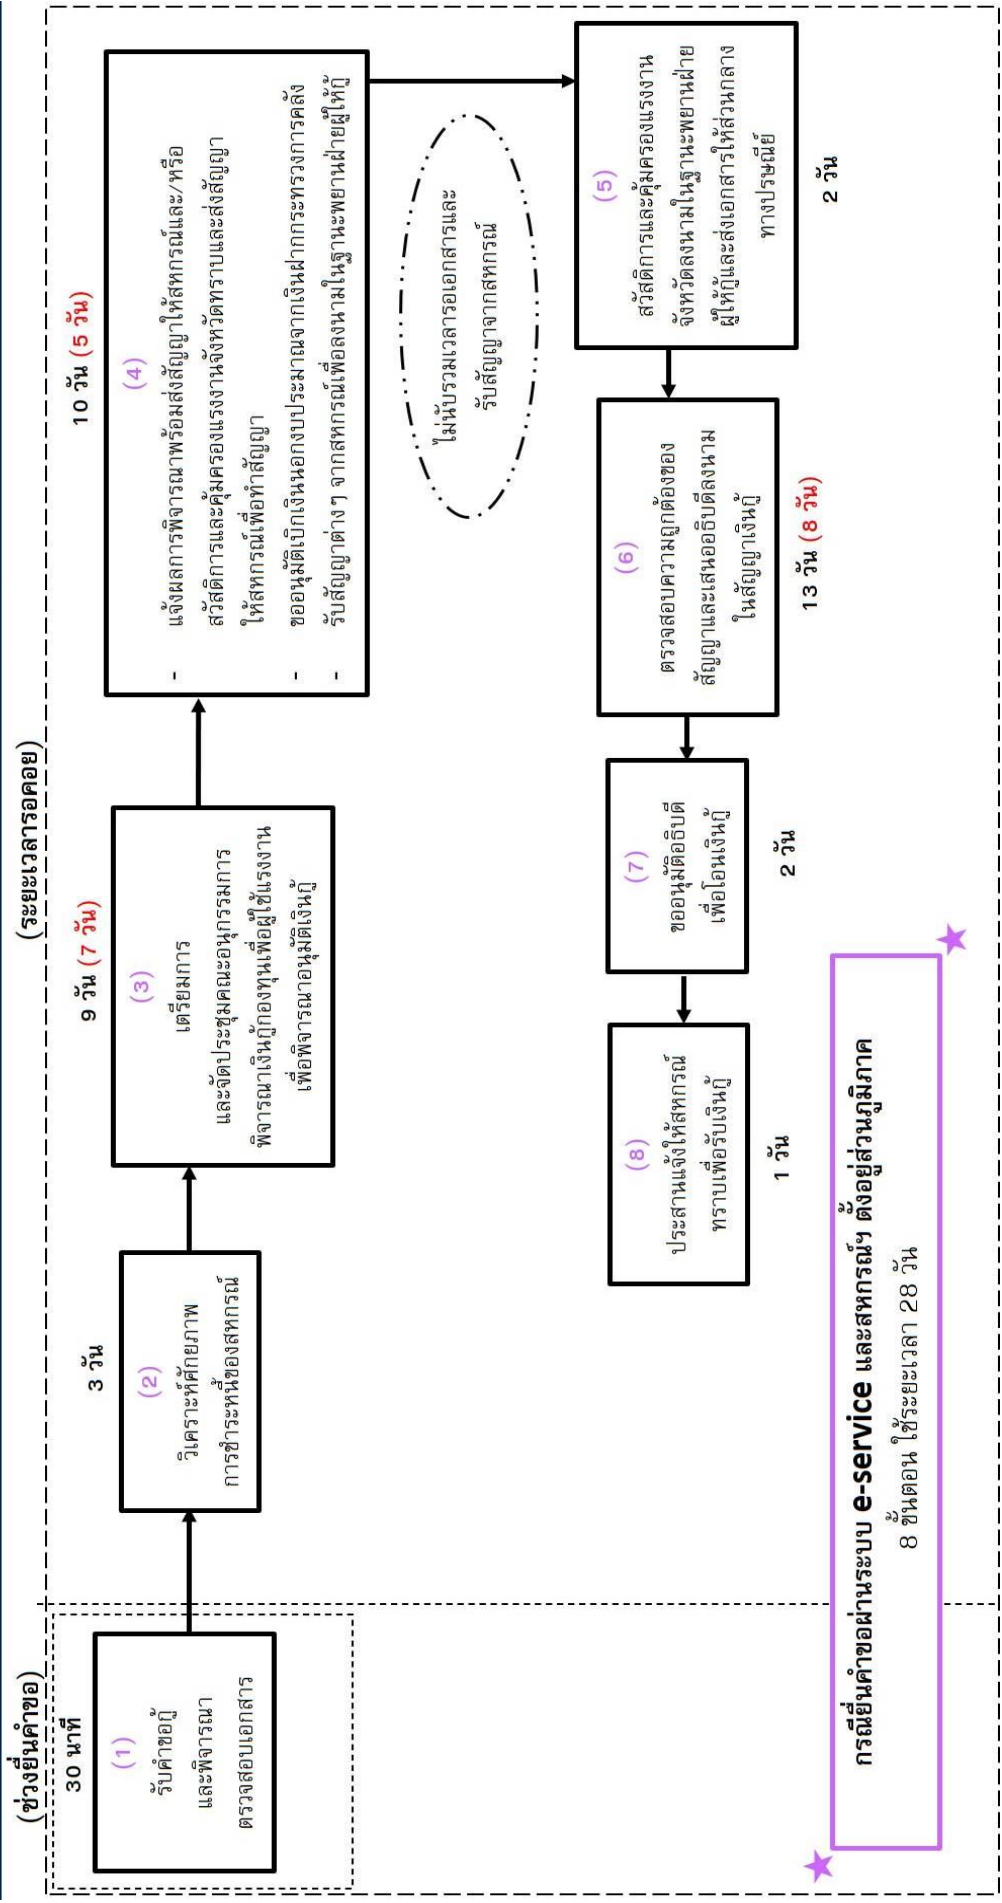 (ช่วงยื่นคำขอ)
(ระยะเวลารอคอย)
30 นาที
(1)
รับคำขอกู้
และพิจารณา
ตรวจสอบเอกสาร
3 วัน
(2)
วิเคราะห์ศักยภาพ
การชำระหนี้ของสหกรณ์
9 วัน (7 วัน)
(3)
เตรียมการ
และจัดประชุมคณะอนุกรรมการ
พิจารณาเงินกู้กองทุนเพื่อผู้ใช้แรงงาน
เพื่อพิจารณาอนุมัติเงินกู้
10 วัน (5 วัน)
(4)
- แจ้งผลการพิจารณาพร้อมส่งสัญญาให้สหกรณ์และ/หรือ
สวัสดิการและคุ้มครองแรงงานจังหวัดทราบและส่งสัญญา
ให้สหกรณ์เพื่อทำสัญญา
- ขออนุมัติเบิกเงินนอกงบประมาณจากเงินฝากกระทรวงการคลัง
- รับสัญญาต่างๆ จากสหกรณ์เพื่อลงนามในฐานะพยานฝ่ายผู้ให้กู้
ไม่นับรวมเวลารอเอกสารและ
รับสัญญาจากสหกรณ์
(5)
สวัสดิการและคุ้มครองแรงงาน
จังหวัดลงนามในฐานะพยานฝ่าย
ผู้ให้กู้และส่งเอกสารให้ส่วนกลาง
ทางปรษณีย์
2 วัน
(6)
ตรวจสอบความถูกต้องของ
สัญญาและเสนออธิบดีลงนาม
ในสัญญาเงินกู้
13 วัน (8 วัน)
(7)
ขออนุมัติอธิบดี
เพื่อโอนเงินกู้
2 วัน
(8)
ประสานแจ้งให้สหกรณ์
ทราบเพื่อรับเงินกู้
1 วัน
กรณียื่นคำขอผ่านระบบ e-service และสหกรณ์ฯ ตั้งอยู่ส่วนภูมิภาค
8 ขั้นตอน ใช้ระยะเวลา 28 วัน